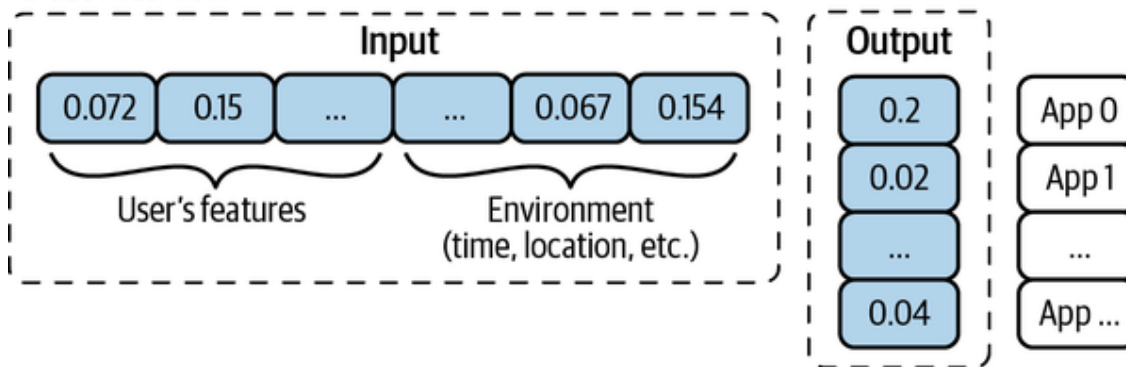 Input
0.072 0.15 ... ... 0.067 0.154
User's features
Environment
(time, location, etc.)
Output
0.2
0.02
...
0.04
App 0
App 1
...
App ...